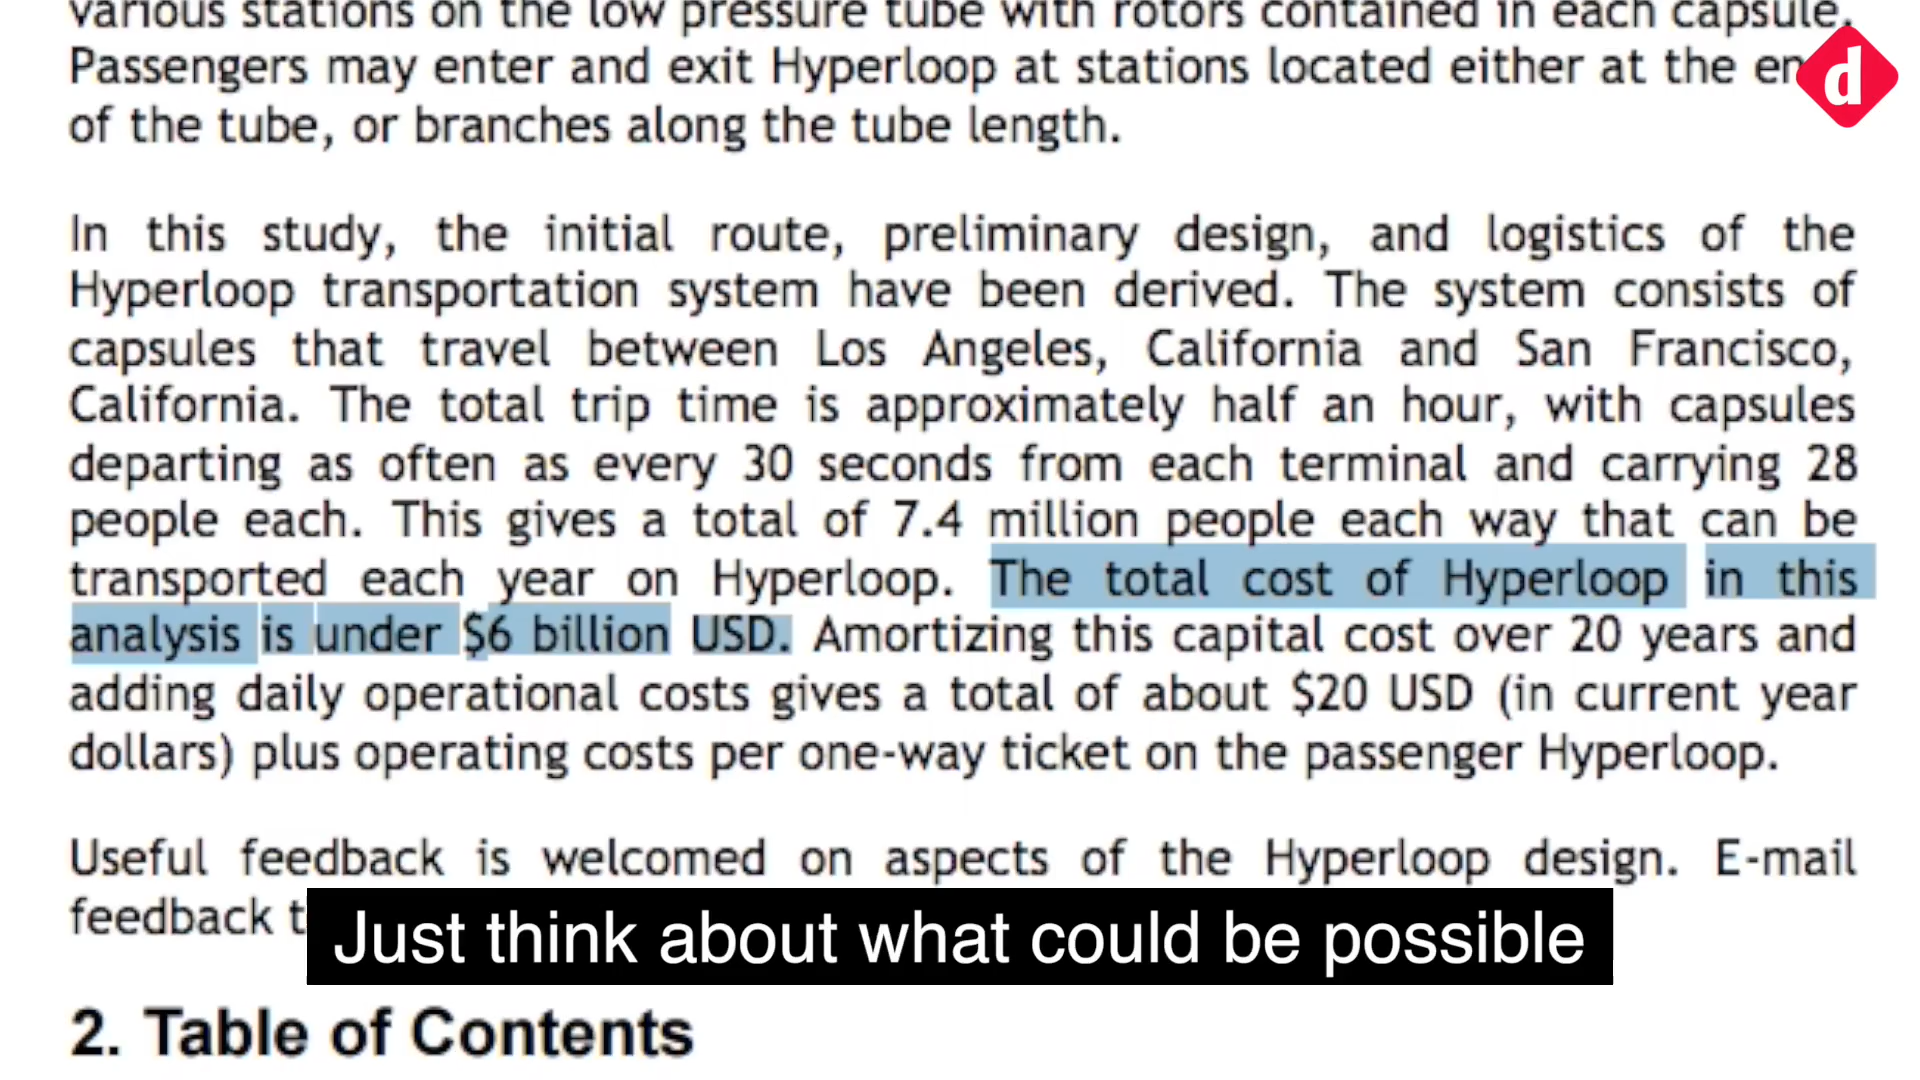 various stations on the low pressure tube with rotors contained in each capsule.
Passengers may enter and exit Hyperloop at stations located either at the en
d
of the tube, or branches along the tube length.
In this study, the initial route, preliminary design, and logistics of the
Hyperloop transportation system have been derived. The system consists of
capsules that travel between Los Angeles, California and San Francisco,
California. The total trip time is approximately half an hour, with capsules
departing as often as every 30 seconds from each terminal and carrying 28
people each. This gives a total of 7.4 million people each way that can be
transported each year on Hyperloop. The total cost of Hyperloop in this
analysis is under $6 billion USD. Amortizing this capital cost over 20 years and
adding daily operational costs gives a total of about $20 USD (in current year
dollars) plus operating costs per one-way ticket on the passenger Hyperloop.
Useful feedback is welcomed on aspects of the Hyperloop design. E-mail
feedback t
Just think about what could be possible
2. Table of Contents